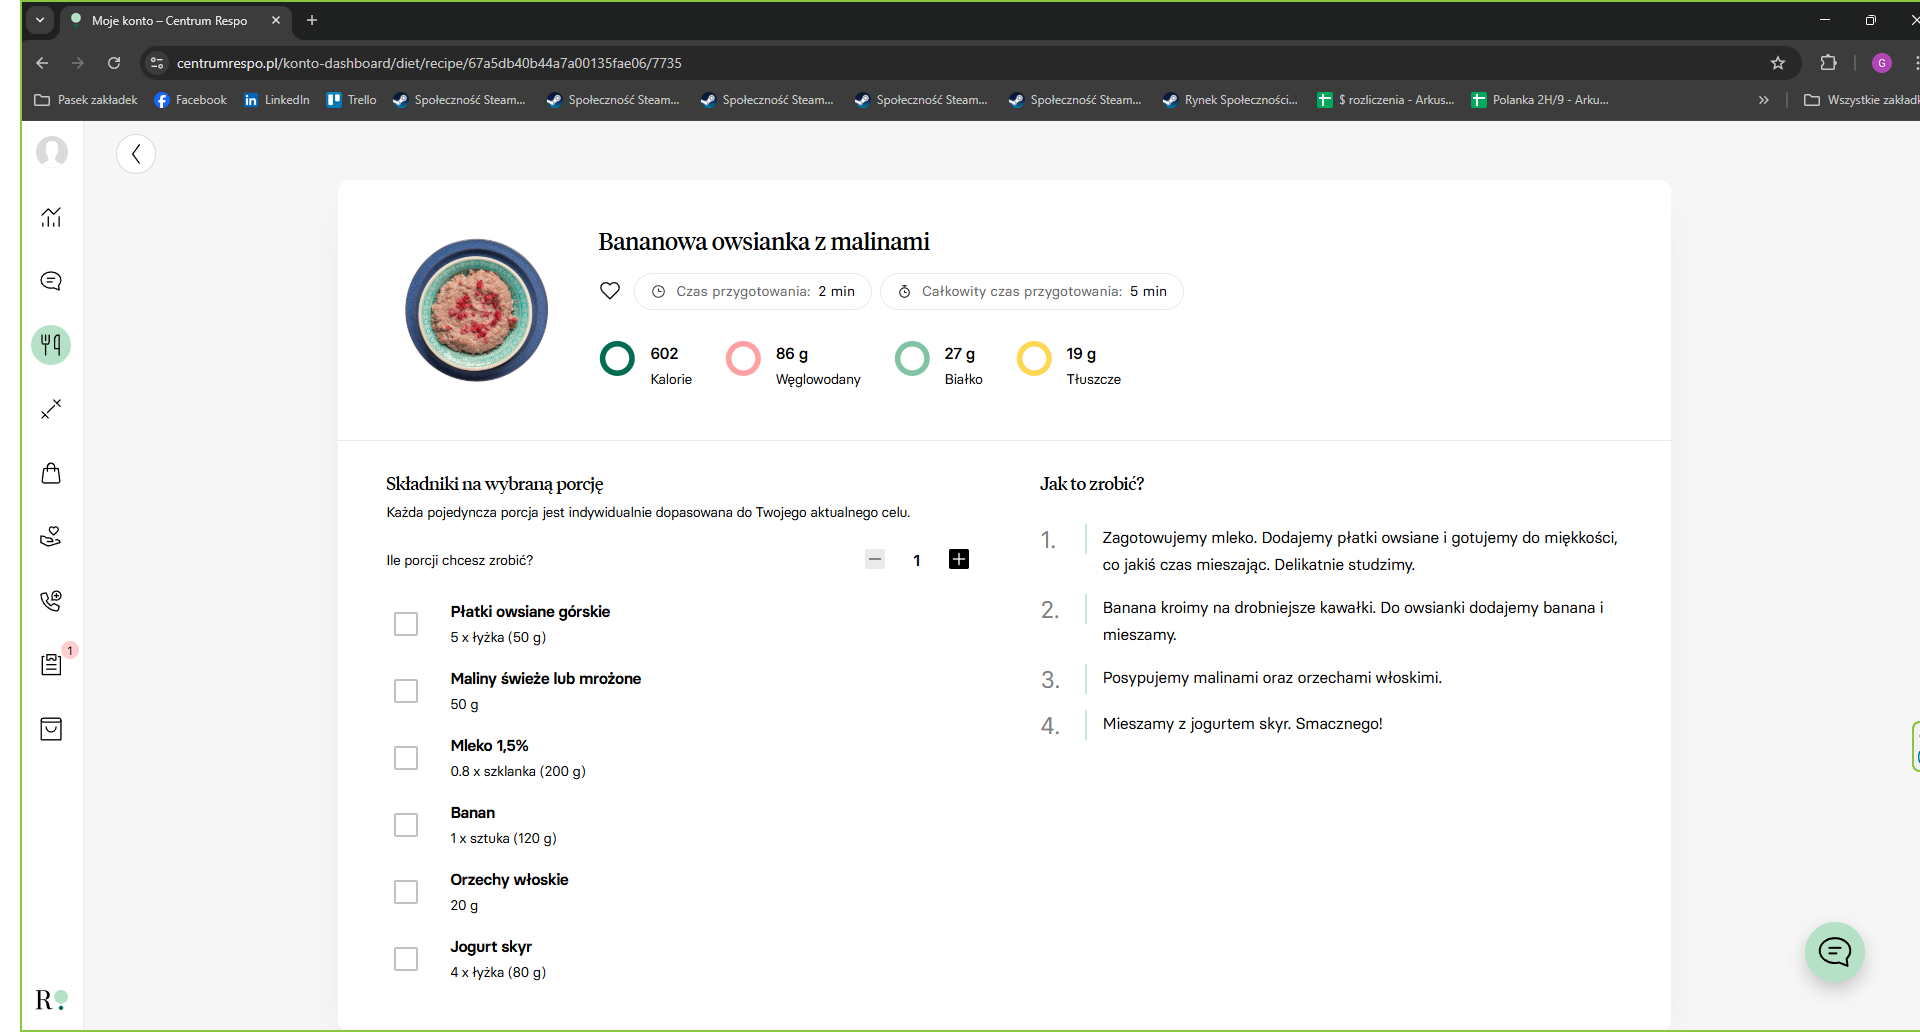 Moje konto – Centrum Respo
centrumrespo.pl/konto-dashboard/diet/recipe/67a5db40b44a7a00135fae06/7735
G
Pasek zakładek
Facebook
LinkedIn
Trello
Społeczność Steam...
Społeczność Steam...
Społeczność Steam...
Społeczność Steam...
Społeczność Steam...
Rynek Społeczności...
$ rozliczenia - Arkus...
Polanka 2H/9 - Arku...
Wszystkie zakład
Bananowa owsianka z malinami
Czas przygotowania: 2 min
Całkowity czas przygotowania: 5 min
602
Kalorie
86 g
Węglowodany
27 g
Białko
19 g
Tłuszcze
Składniki na wybraną porcję
Każda pojedyncza porcja jest indywidualnie dopasowana do Twojego aktualnego celu.
Ile porcji chcesz zrobić?
1
Płatki owsiane górskie
5 x łyżka (50 g)
Maliny świeże lub mrożone
50 g
Mleko 1,5%
0.8 x szklanka (200 g)
Banan
1 x sztuka (120 g)
Orzechy włoskie
20 g
Jogurt skyr
4 x łyżka (80 g)
Jak to zrobić?
1. Zagotowujemy mleko. Dodajemy płatki owsiane i gotujemy do miękkości,
co jakiś czas mieszając. Delikatnie studzimy.
2. Banana kroimy na drobniejsze kawałki. Do owsianki dodajemy banana i
mieszamy.
3. Posypujemy malinami oraz orzechami włoskimi.
4. Mieszamy z jogurtem skyr. Smacznego!
1
R